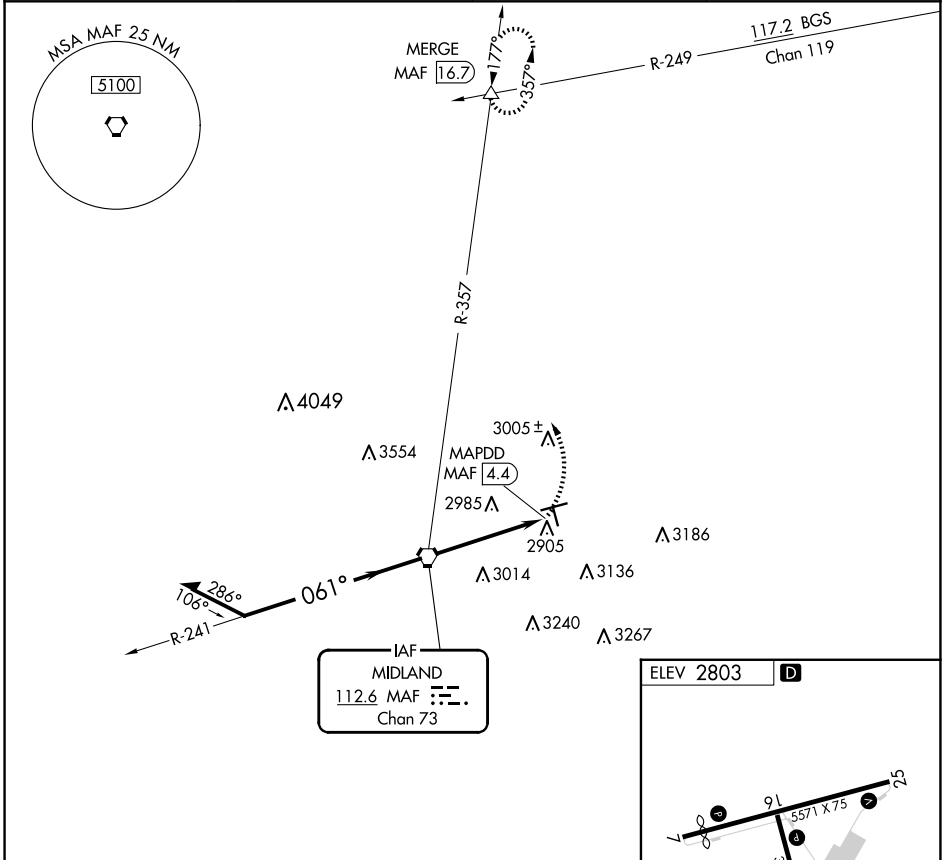 MSA MAF 25 NM
5100
MERGE
MAF 16.7
177°
357°
117.2 BGS
Chan 119
R-249
R-357
4049
3554
3005 ±
MAPDD
MAF 4.4
2985
2905
3186
3014
3136
3240
3267
061°
286°
106°
R-241
IAF
MIDLAND
112.6 MAF
Chan 73
ELEV 2803 D
7
P
16
5571 X 75
25
V
P